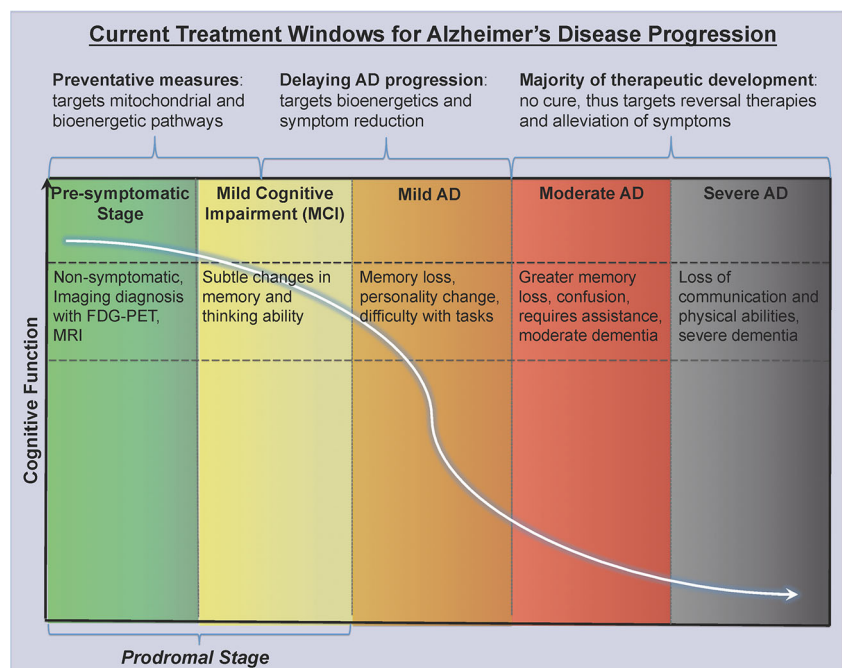 Current Treatment Windows for Alzheimer's Disease Progression
Preventative measures:
targets mitochondrial and
bioenergetic pathways
Delaying AD progression:
targets bioenergetics and
symptom reduction
Majority of therapeutic development:
no cure, thus targets reversal therapies
and alleviation of symptoms
Pre-symptomatic
Stage
Mild Cognitive
Impairment (MCI)
Mild AD
Moderate AD
Severe AD
Non-symptomatic,
Imaging diagnosis
with FDG-PET,
MRI
Subtle changes in
memory and
thinking ability
Memory loss,
personality change,
difficulty with tasks
Greater memory
loss, confusion,
requires assistance,
moderate dementia
Loss of
communication and
physical abilities,
severe dementia
Cognitive Function
Prodromal Stage